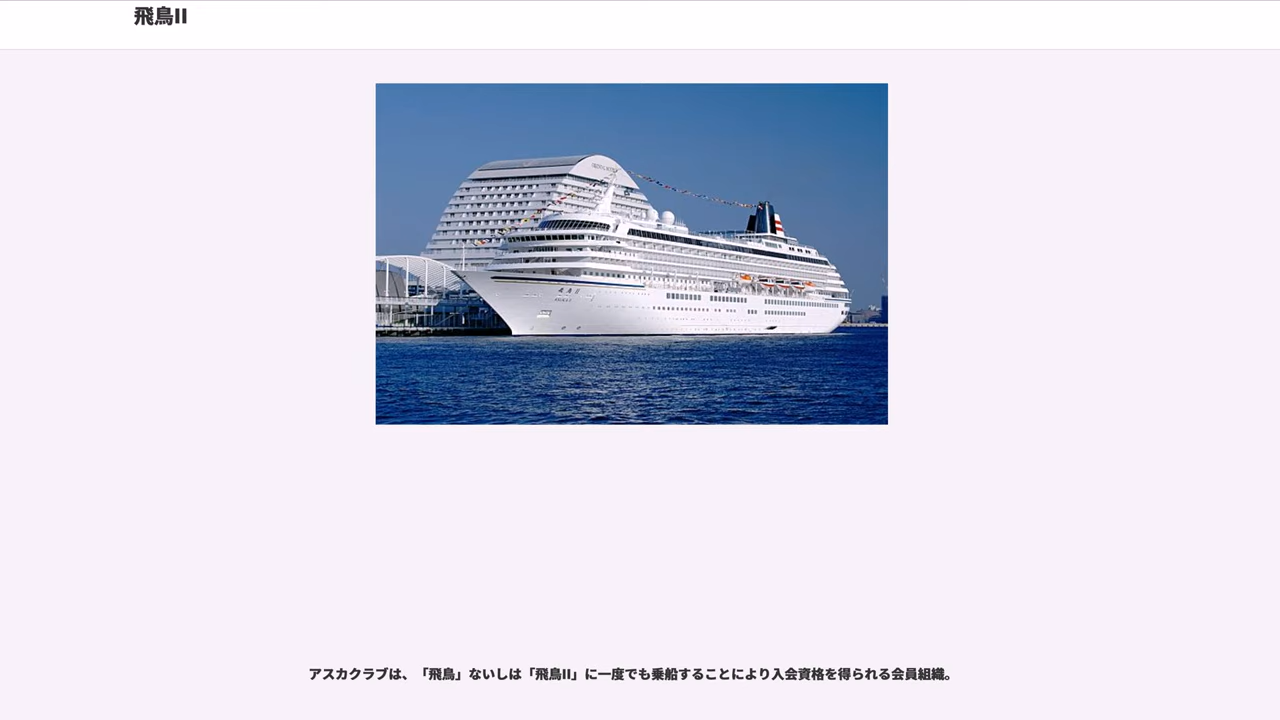 飛鳥II
アスカクラブは、「飛鳥」ないしは「飛鳥II」に一度でも乗船することにより入会資格を得られる会員組織。